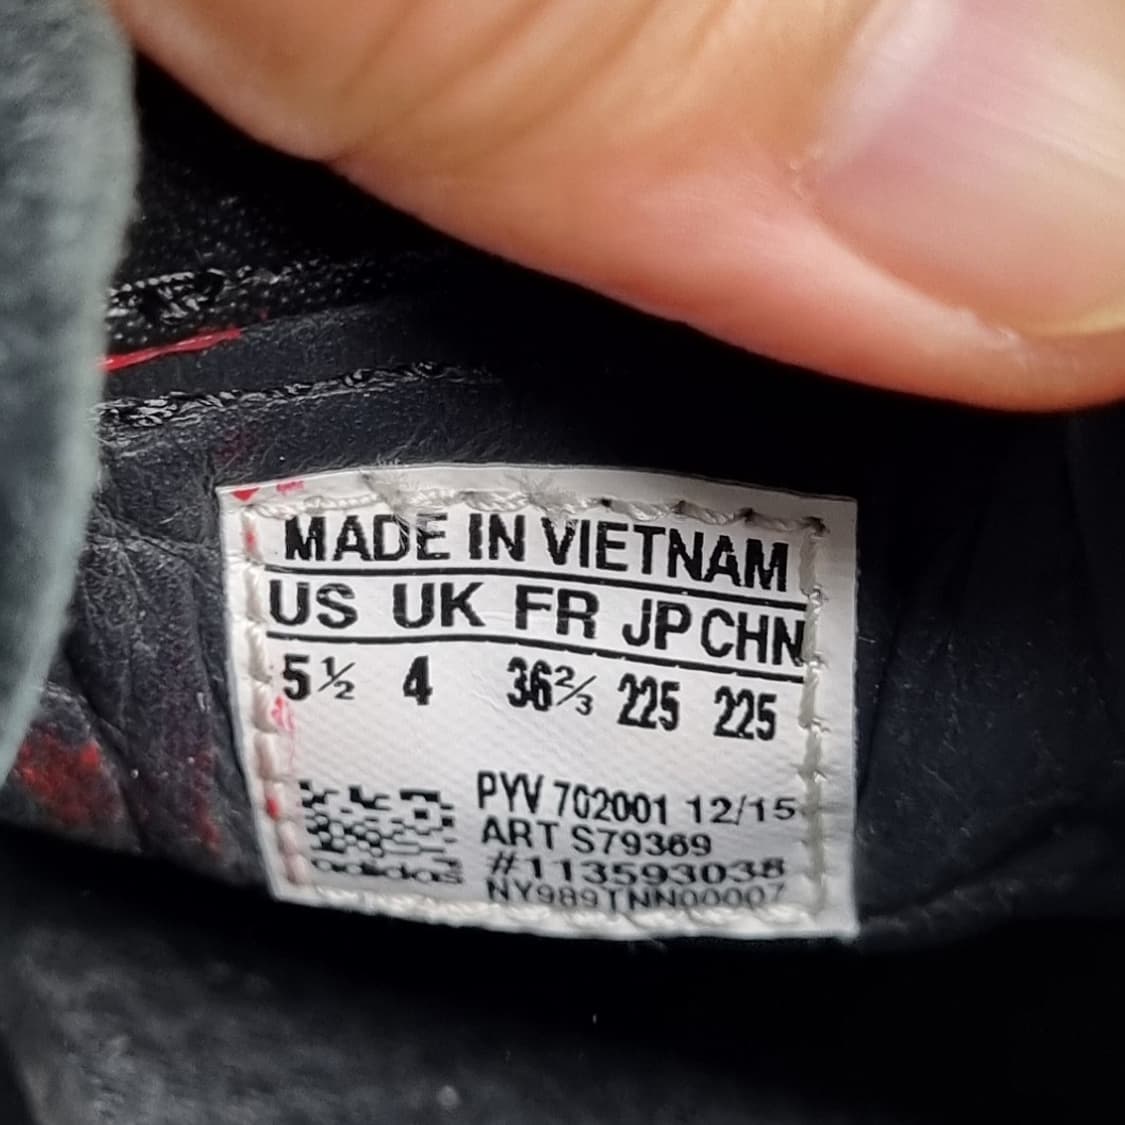 MADE IN VIETNAM
US UK FR JP CHN
5½ 4 36⅔ 225 225
PYV 702001 12/15
ART S79369
#113593038
NY989TNN00007
adidas